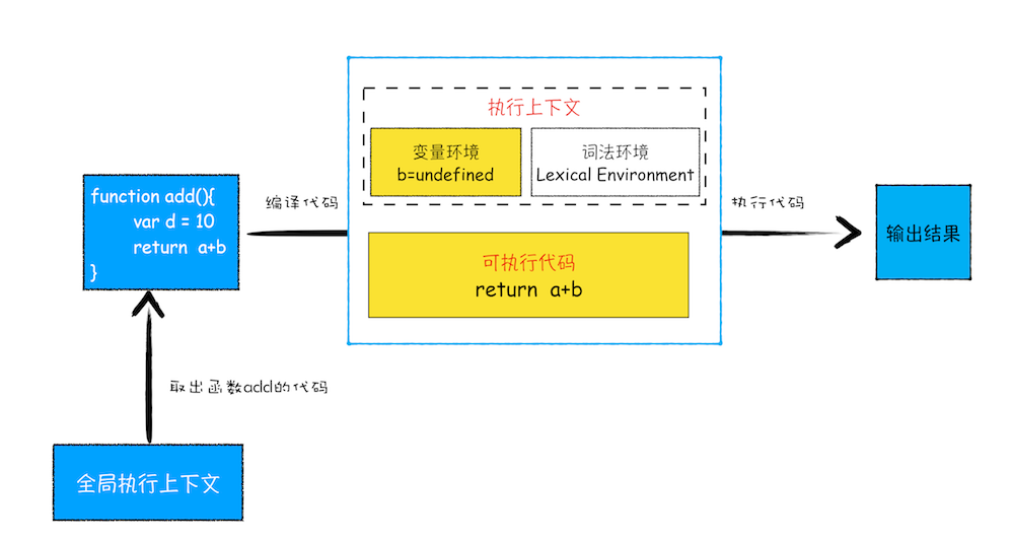 执行上下文
变量环境
b=undefined
词法环境
Lexical Environment
function add(){
var d = 10
return a+b
}
编译代码
执行代码
输出结果
可执行代码
return a+b
取出函数add的代码
全局执行上下文